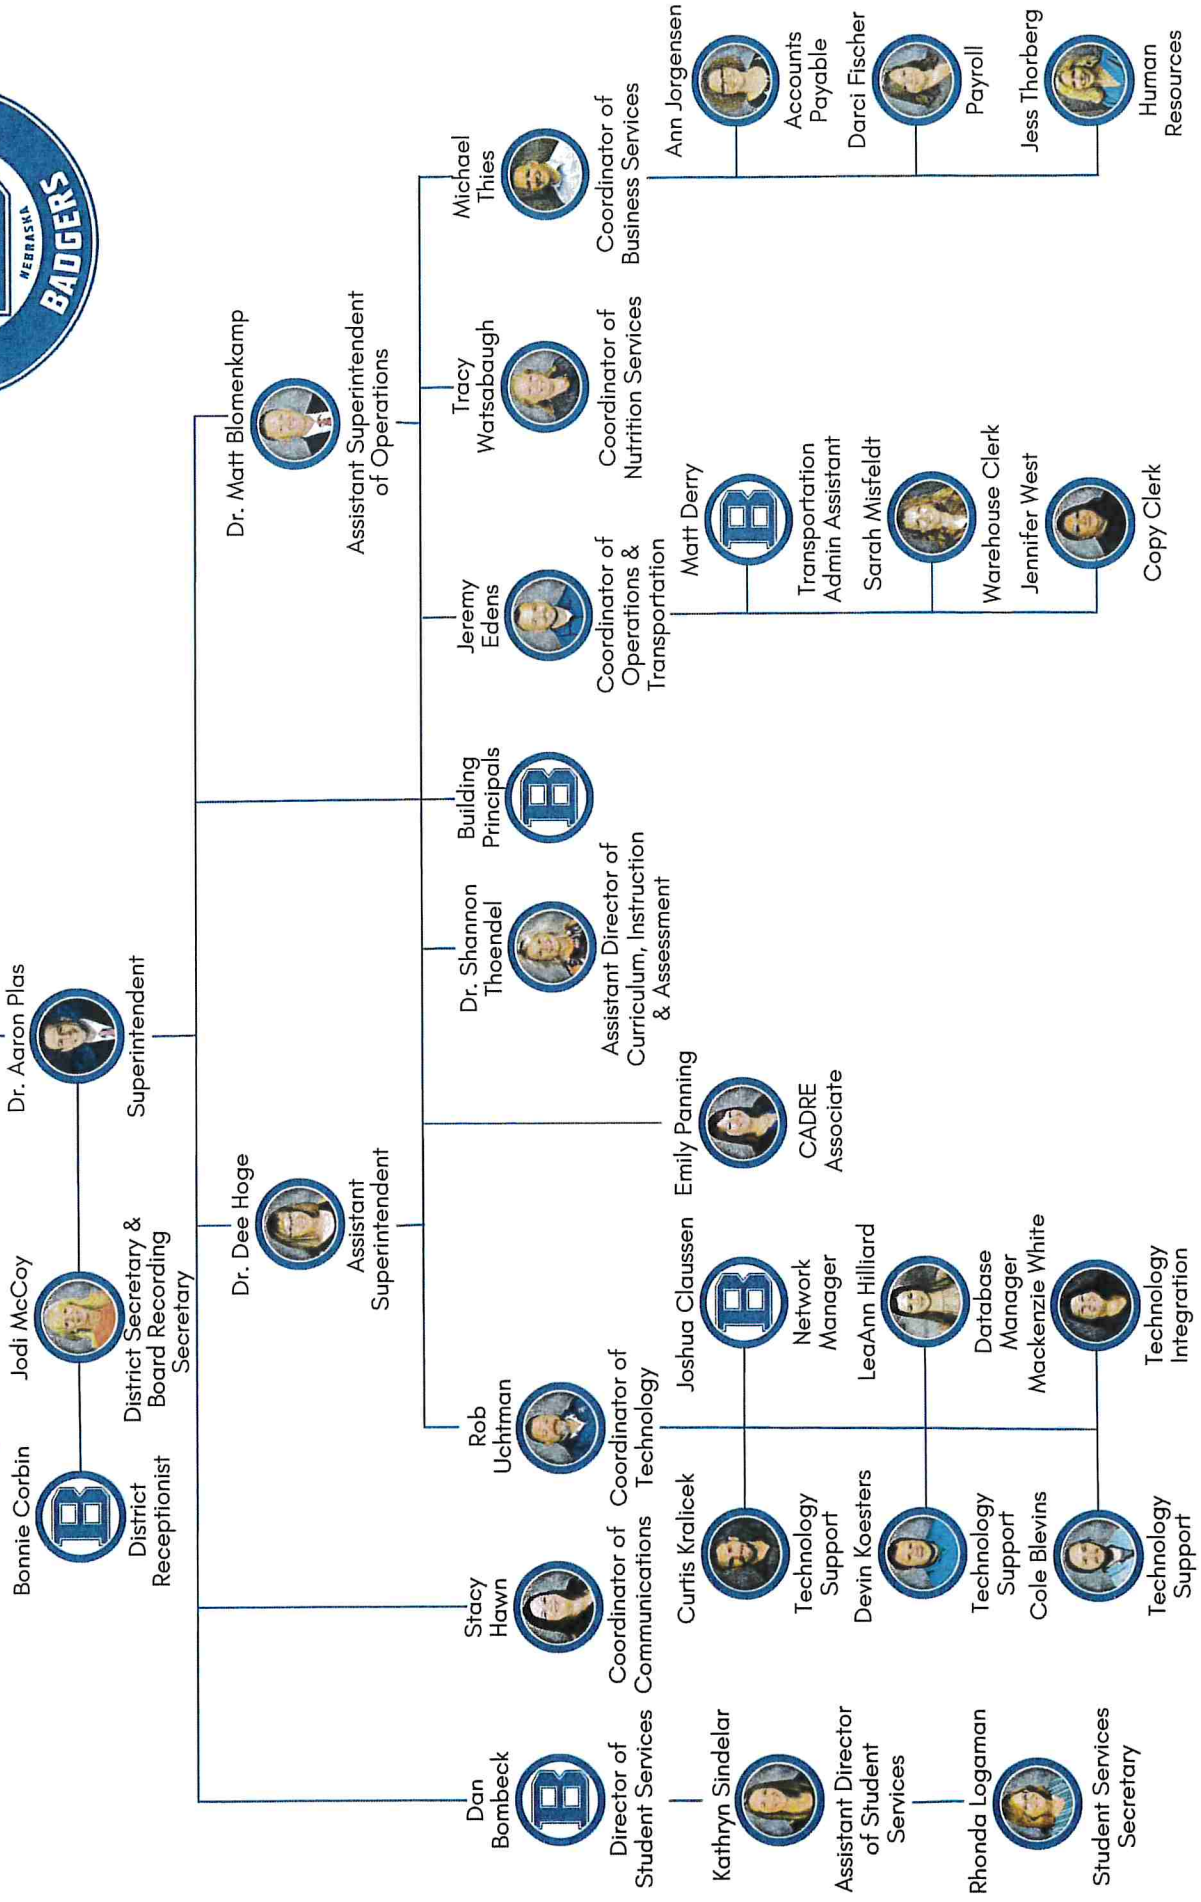 NEBRASKA
BADGERS
Bonnie Corbin
District
Receptionist
Jodi McCoy
District Secretary &
Board Recording
Secretary
Dr. Aaron Plas
Superintendent
Dr. Dee Hoge
Assistant
Superintendent
Dr. Matt Blomenkamp
Assistant Superintendent
of Operations
Dan
Bombeck
Director of
Student Services
Stacy
Hawn
Coordinator of
Communications
Rob
Uchtman
Coordinator of
Technology
Dr. Shannon
Thoendel
Assistant Director of
Curriculum, Instruction
& Assessment
Building
Principals
Jeremy
Edens
Coordinator of
Operations &
Transportation
Tracy
Watsabaugh
Coordinator of
Nutrition Services
Michael
Thies
Coordinator of
Business Services
Kathryn Sindelar
Assistant Director
of Student
Services
Rhonda Logaman
Student Services
Secretary
Curtis Kralicek
Technology
Support
Devin Koesters
Technology
Support
Cole Blevins
Technology
Support
Joshua Claussen
Network
Manager
LeaAnn Hilliard
Database
Manager
Mackenzie White
Technology
Integration
Emily Panning
CADRE
Associate
Matt Derry
Transportation
Admin Assistant
Sarah Misfeldt
Warehouse Clerk
Jennifer West
Copy Clerk
Ann Jorgensen
Accounts
Payable
Darci Fischer
Payroll
Jess Thorberg
Human
Resources
B
B
B
B
B